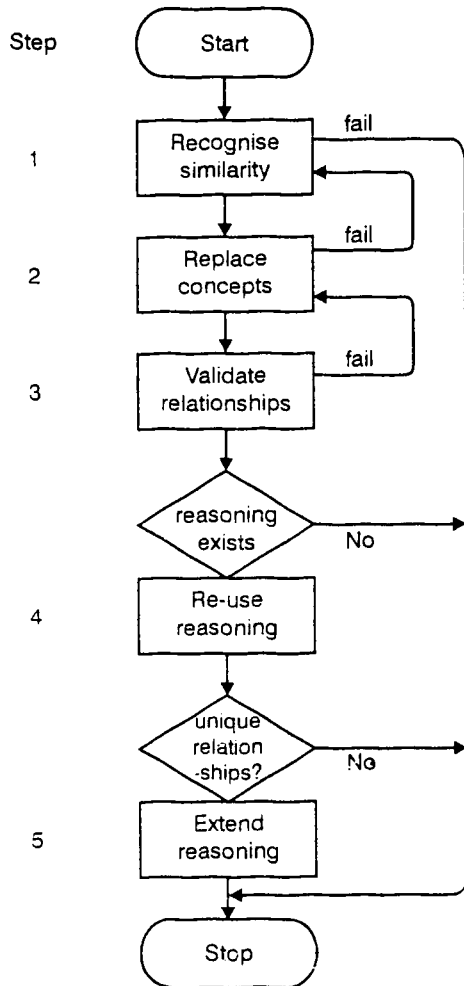 Step
Start
fail
1
Recognise
similarity
fail
2
Replace
concepts
fail
3
Validate
relationships
reasoning
exists
No
4
Re-use
reasoning
unique
relation
-ships?
No
5
Extend
reasoning
Stop